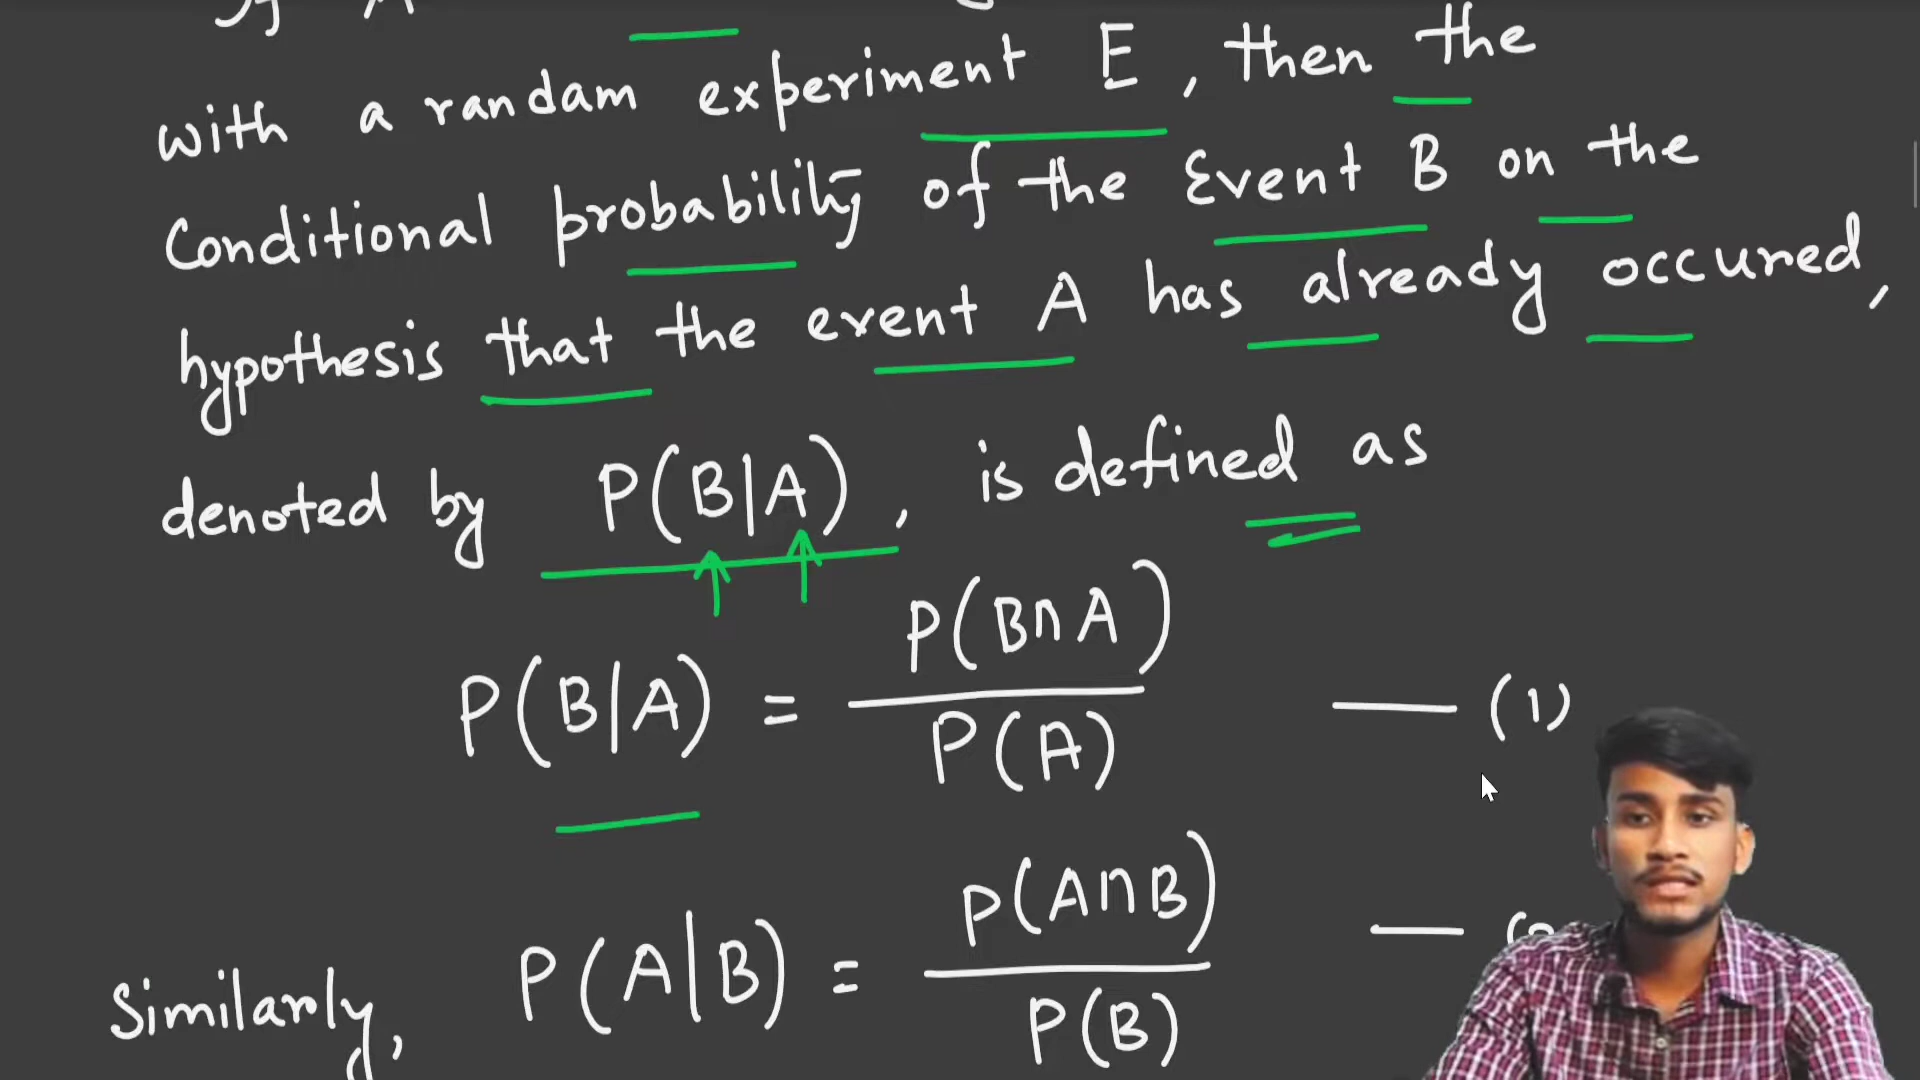 with a random experiment E, then the
Conditional probability of the Event B on the
hypothesis that the event A has already occured,
denoted by P(B|A), is defined as
P(B|A) = P(B∩A) / P(A) — (1)
Similarly, P(A|B) = P(A∩B) / P(B) —